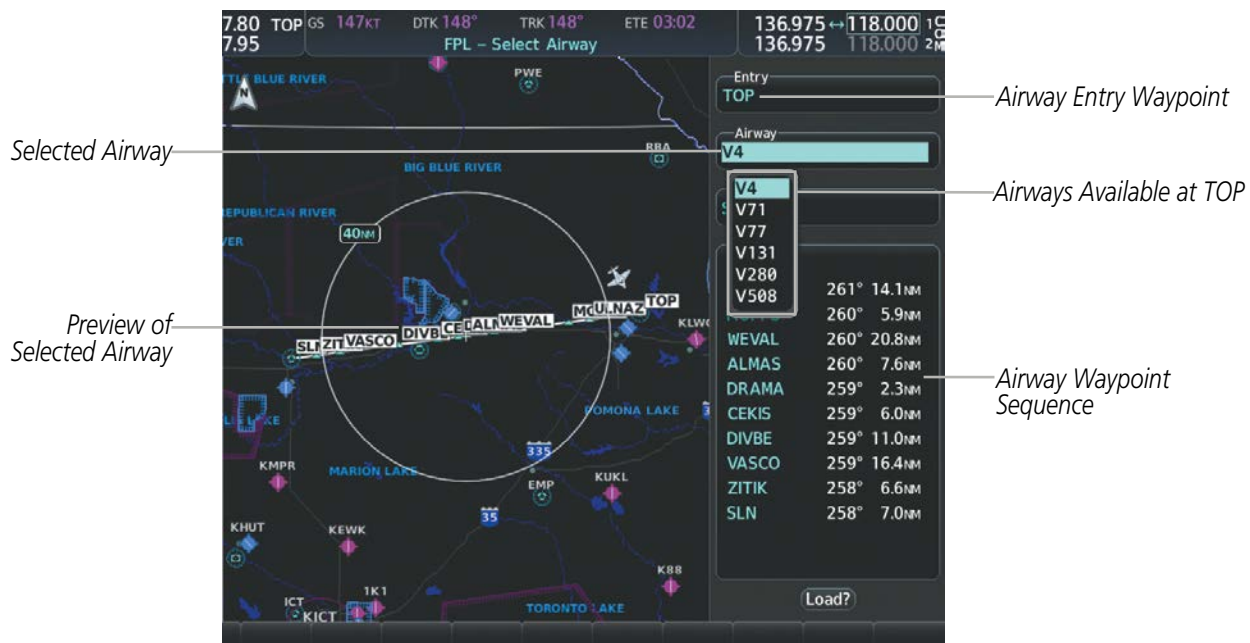 7.80 TOP GS 147KT DTK 148° TRK 148° ETE 03:02 136.975 ↔ 118.000
7.95 FPL – Select Airway 136.975 118.000
Entry
TOP
Airway Entry Waypoint
Selected Airway
Airway
V4
V4
V71
V77
V131
V280
V508
Airways Available at TOP
Preview of
Selected Airway
261° 14.1NM
260° 5.9NM
WEVAL 260° 20.8NM
ALMAS 260° 7.6NM
DRAMA 259° 2.3NM
CEKIS 259° 6.0NM
DIVBE 259° 11.0NM
VASCO 259° 16.4NM
ZITIK 258° 6.6NM
SLN 258° 7.0NM
Airway Waypoint
Sequence
Load?
BLUE RIVER
PWE
N
RBA
BIG BLUE RIVER
RIVER
40NM
TOP
WEVAL
VASCO
POMONA LAKE
335
KMPR
MARION LAKE
EMP
KUKL
35
KHUT
KEWK
K88
1K1
ICT
KICT
TORONTO LAKE